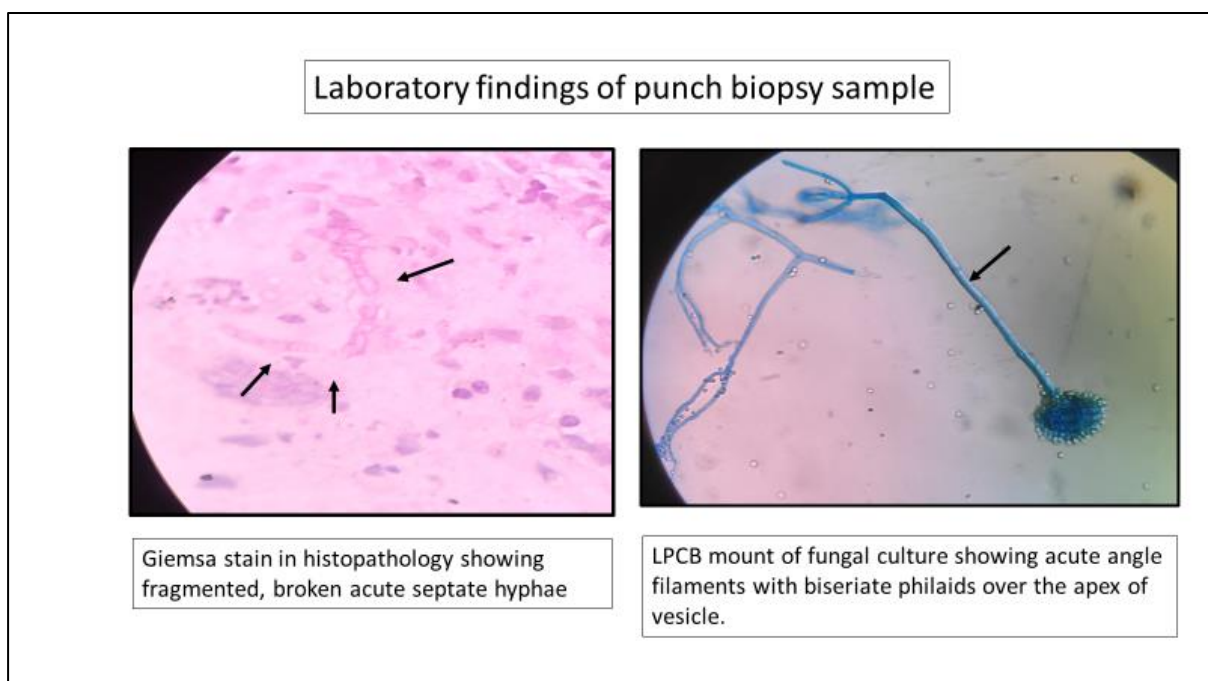 Laboratory findings of punch biopsy sample
Giemsa stain in histopathology showing
fragmented, broken acute septate hyphae
LPCB mount of fungal culture showing acute angle
filaments with biseriate philaids over the apex of
vesicle.